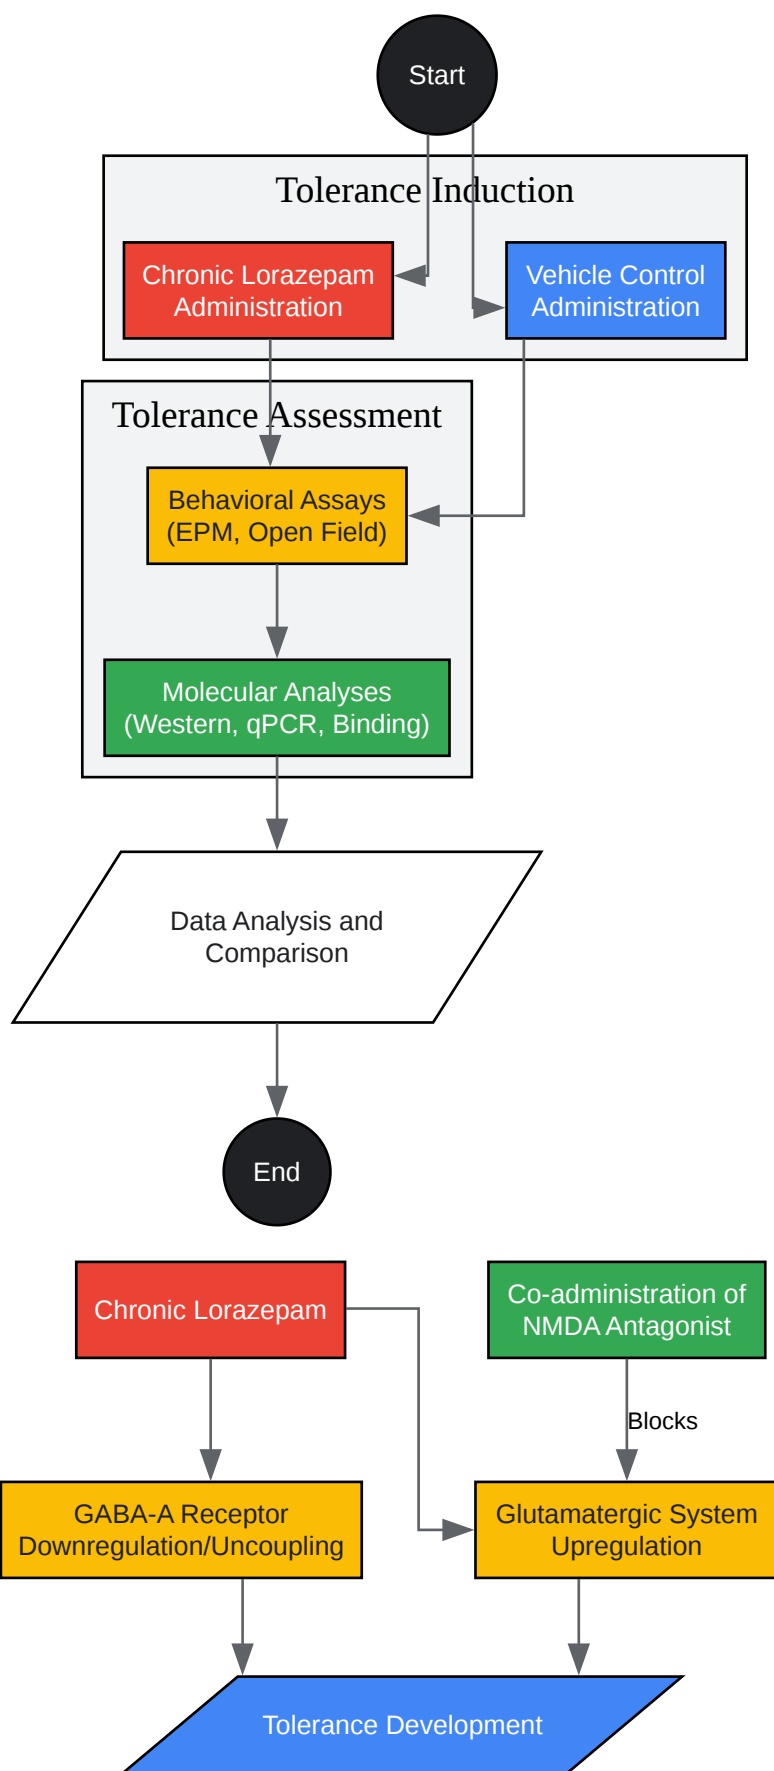 Start
Tolerance Induction
Chronic Lorazepam
Administration
Vehicle Control
Administration
Tolerance Assessment
Behavioral Assays
(EPM, Open Field)
Molecular Analyses
(Western, qPCR, Binding)
Data Analysis and
Comparison
End
Chronic Lorazepam
Co-administration of
NMDA Antagonist
Blocks
GABA-A Receptor
Downregulation/Uncoupling
Glutamatergic System
Upregulation
Tolerance Development